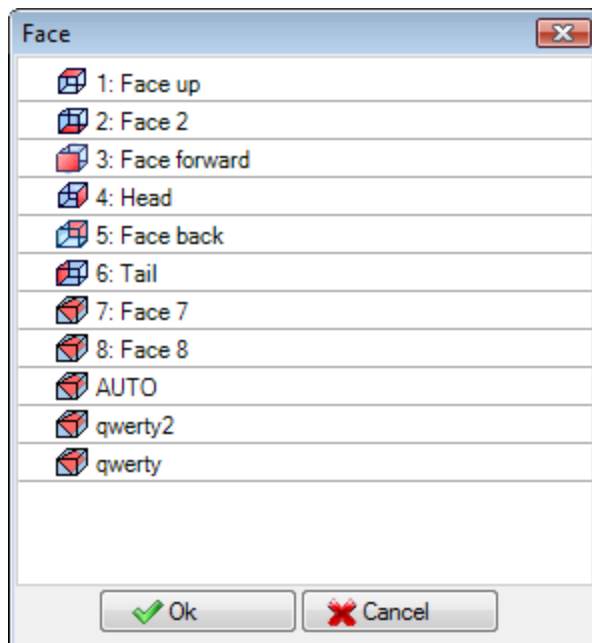 Face
1: Face up
2: Face 2
3: Face forward
4: Head
5: Face back
6: Tail
7: Face 7
8: Face 8
AUTO
qwerty2
qwerty
Ok
Cancel